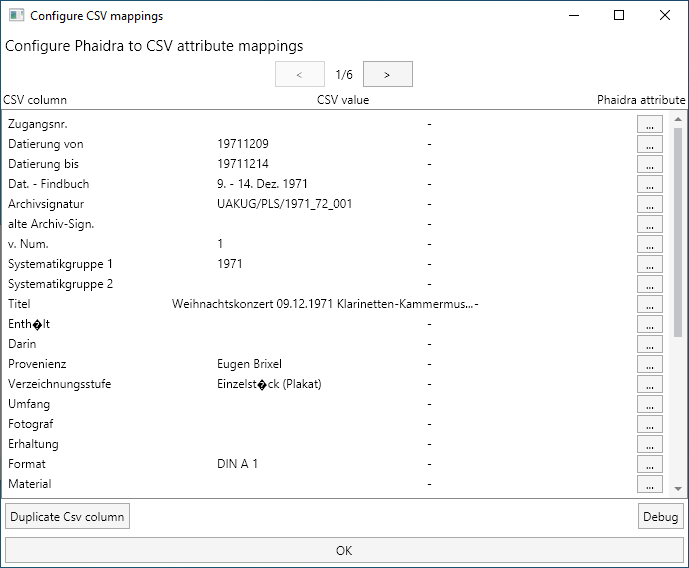 Configure CSV mappings
Configure Phaidra to CSV attribute mappings
< 1/6 >
CSV column CSV value Phaidra attribute
Zugangsnr. - ...
Datierung von 19711209 - ...
Datierung bis 19711214 - ...
Dat. - Findbuch 9. - 14. Dez. 1971 - ...
Archivsignatur UAKUG/PLS/1971_72_001 - ...
alte Archiv-Sign. - ...
v. Num. 1 - ...
Systematikgruppe 1 1971 - ...
Systematikgruppe 2 - ...
Titel Weihnachtskonzert 09.12.1971 Klarinetten-Kammermus...- ...
Enth�lt - ...
Darin - ...
Provenienz Eugen Brixel - ...
Verzeichnungsstufe Einzelst�ck (Plakat) - ...
Umfang - ...
Fotograf - ...
Erhaltung - ...
Format DIN A 1 - ...
Material - ...
Duplicate Csv column Debug
OK